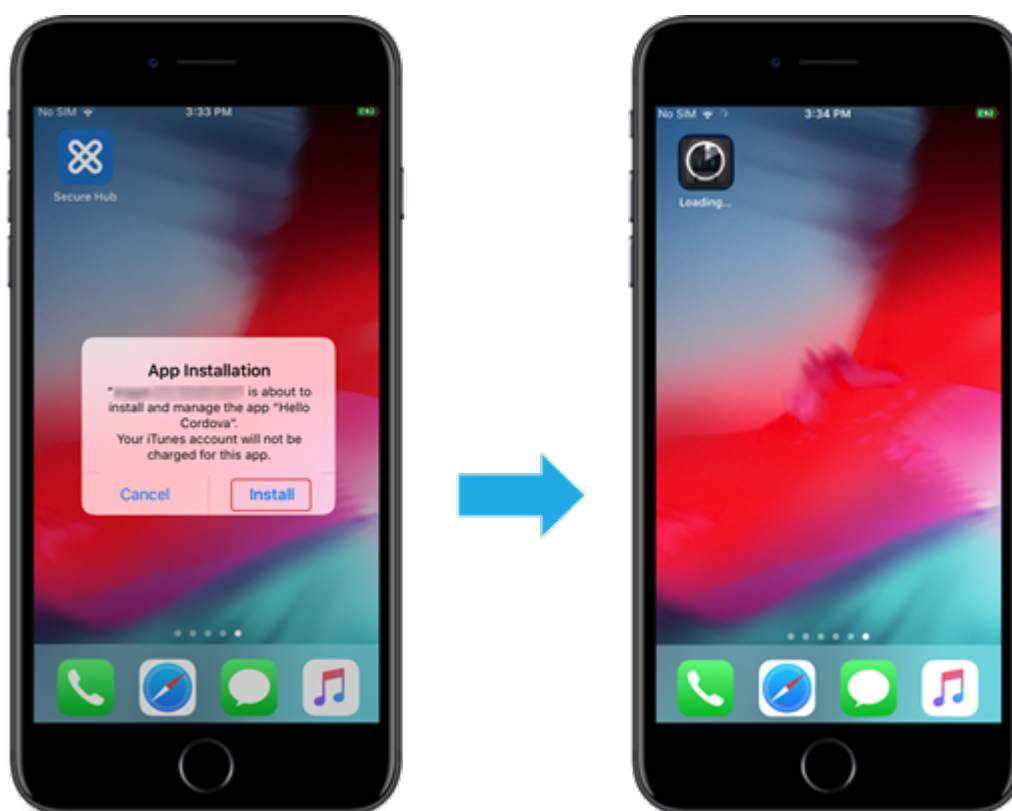 No SIM 3:33 PM
Secure Hub
App Installation
" is about to
install and manage the app "Hello
Cordova".
Your iTunes account will not be
charged for this app.
Cancel Install
No SIM 3:34 PM
Loading...